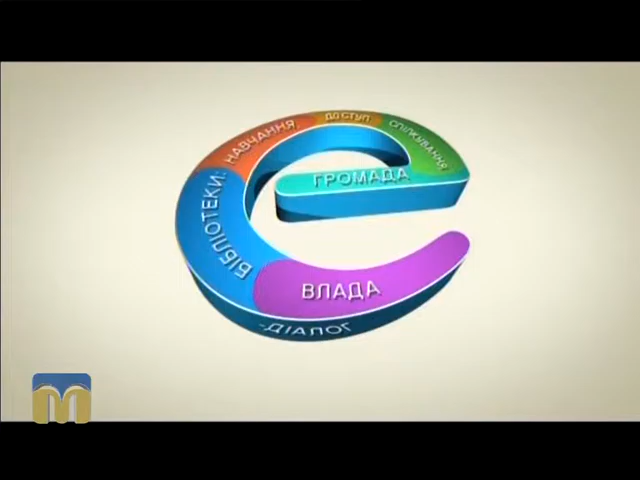 НАВЧАННЯ
ДОСТУП
СПІЛКУВАННЯ
ГРОМАДА
БІБЛІОТЕКИ:
ВЛАДА
-ДІАЛОГ
M